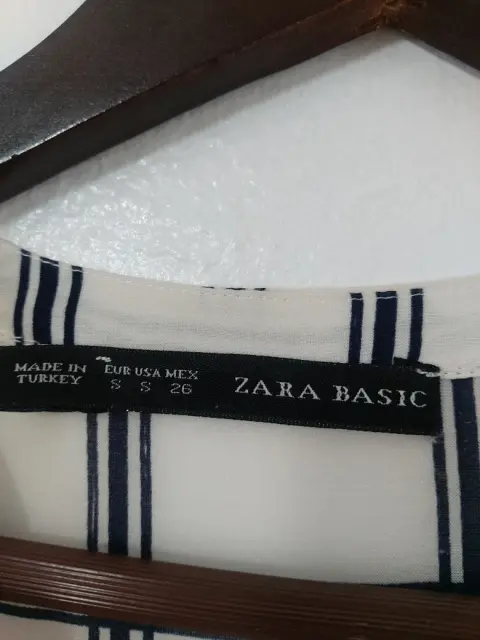 MADE IN
TURKEY
EUR USA MEX
S S 26
ZARA BASIC